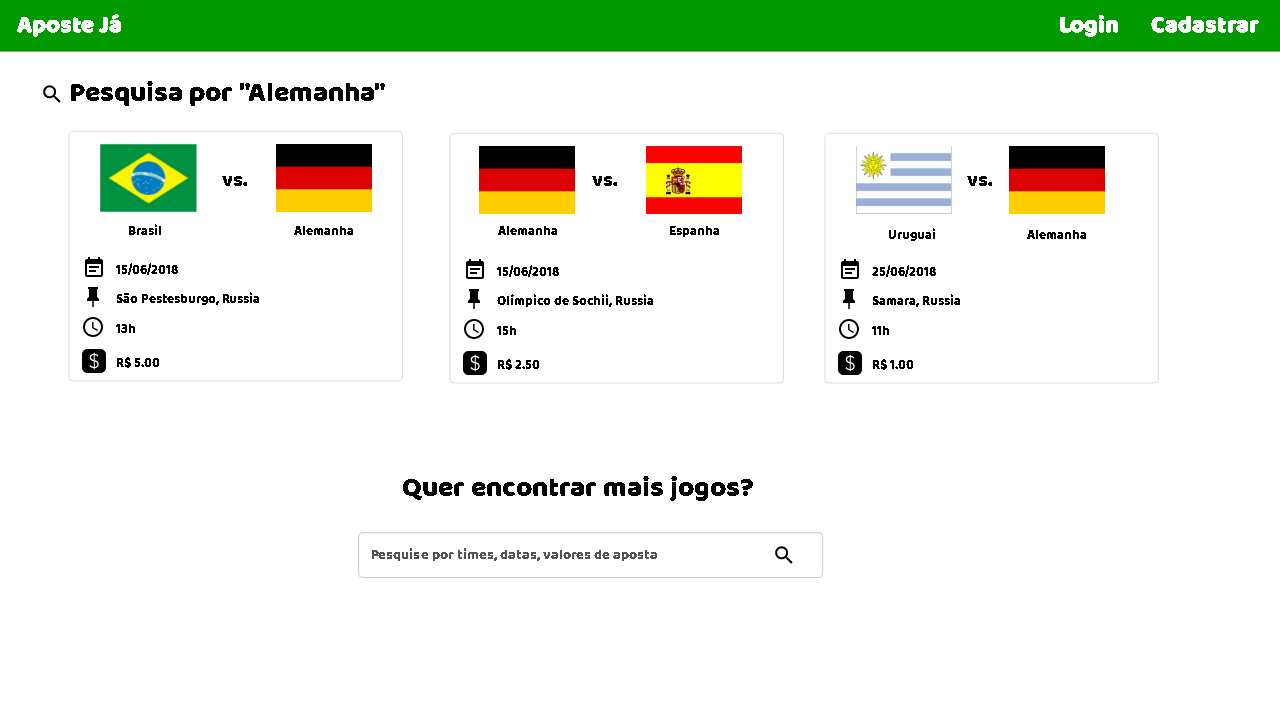 Aposte Já
Login
Cadastrar
Pesquisa por "Alemanha"
vs.
Brasil
Alemanha
15/06/2018
São Pestesburgo, Russia
13h
$
R$ 5.00
vs.
Alemanha
Espanha
15/06/2018
Olímpico de Sochii, Russia
15h
$
R$ 2.50
vs.
Uruguai
Alemanha
25/06/2018
Samara, Russia
11h
$
R$ 1.00
Quer encontrar mais jogos?
Pesquise por times, datas, valores de aposta